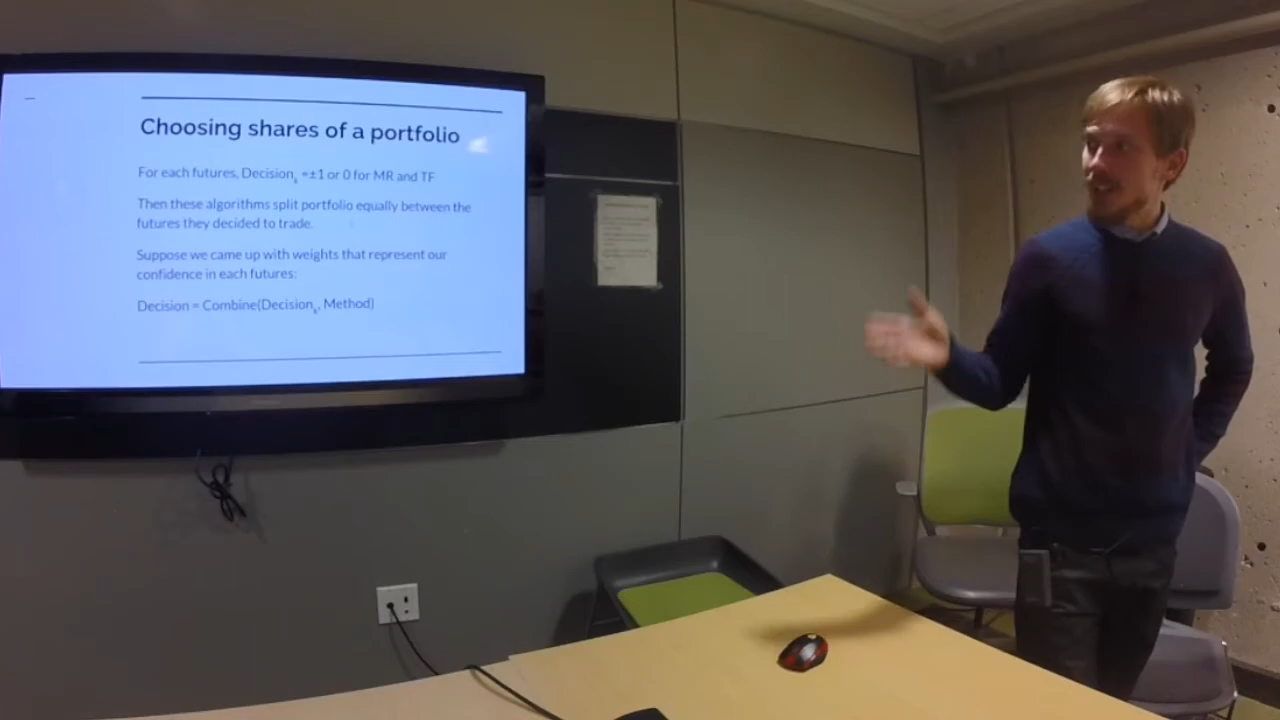 Choosing shares of a portfolio
For each futures, Decisionₖ =±1 or 0 for MR and TF
Then these algorithms split portfolio equally between the
futures they decided to trade.
Suppose we came up with weights that represent our
confidence in each futures:
Decision = Combine(Decisionₖ, Method)